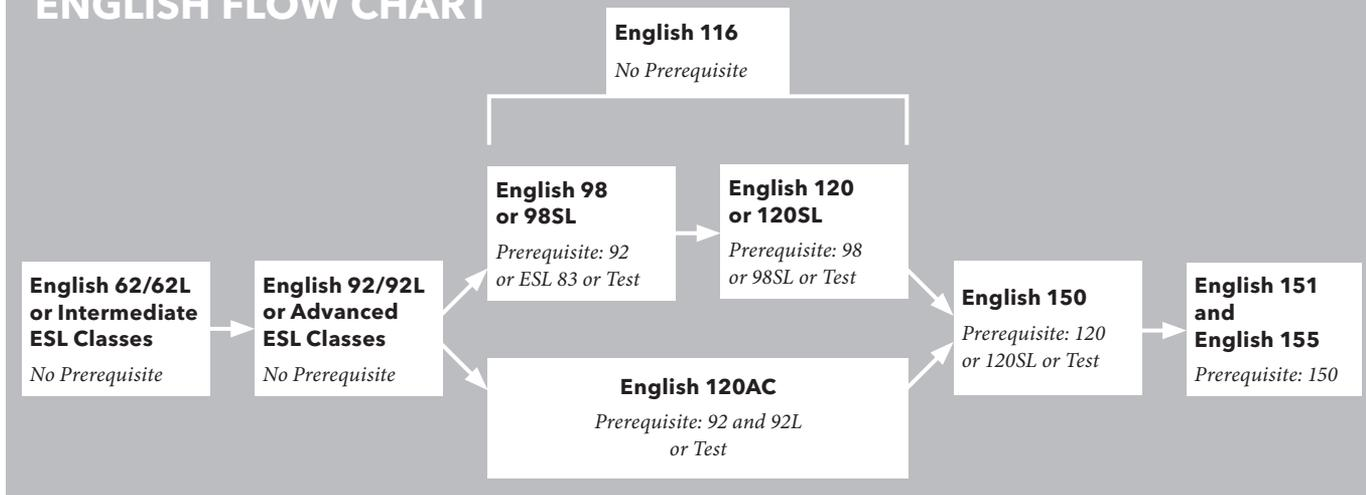 ENGLISH FLOW CHART
English 116
No Prerequisite
English 98
or 98SL
Prerequisite: 92
or ESL 83 or Test
English 120
or 120SL
Prerequisite: 98
or 98SL or Test
English 62/62L
or Intermediate
ESL Classes
No Prerequisite
English 92/92L
or Advanced
ESL Classes
No Prerequisite
English 120AC
Prerequisite: 92 and 92L
or Test
English 150
Prerequisite: 120
or 120SL or Test
English 151
and
English 155
Prerequisite: 150